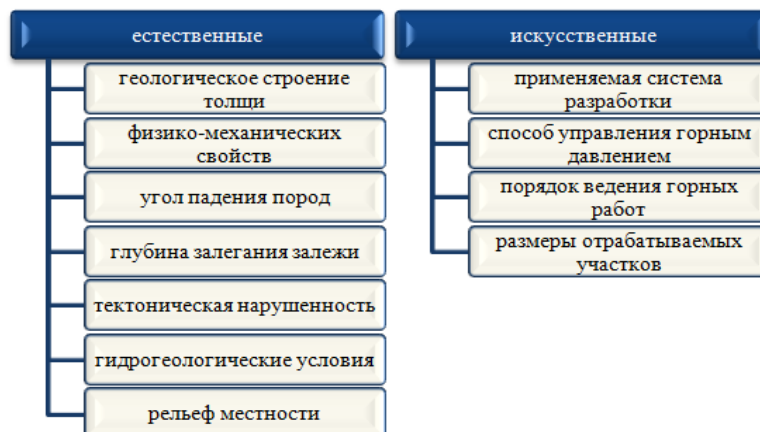 естественные
геологическое строение
толщи
физико-механических
свойств
угол падения пород
глубина залегания залежи
тектоническая нарушенность
гидрогеологические условия
рельеф местности
искусственные
применяемая система
разработки
способ управления горным
давлением
порядок ведения горных
работ
размеры отрабатываемых
участков